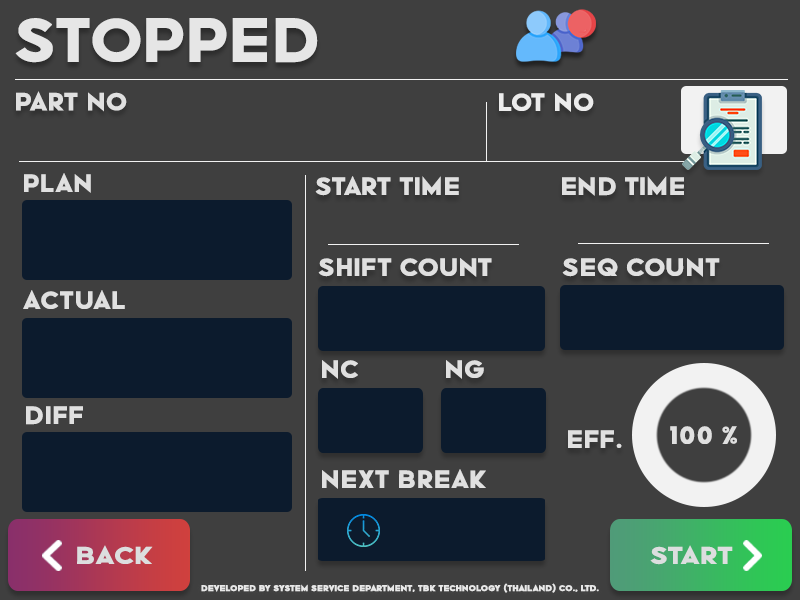 STOPPED
PART NO
LOT NO
PLAN
START TIME
END TIME
SHIFT COUNT
SEQ COUNT
ACTUAL
NC
NG
DIFF
EFF.
100 %
NEXT BREAK
BACK
START
DEVELOPED BY SYSTEM SERVICE DEPARTMENT, TBK TECHNOLOGY (THAILAND) CO., LTD.